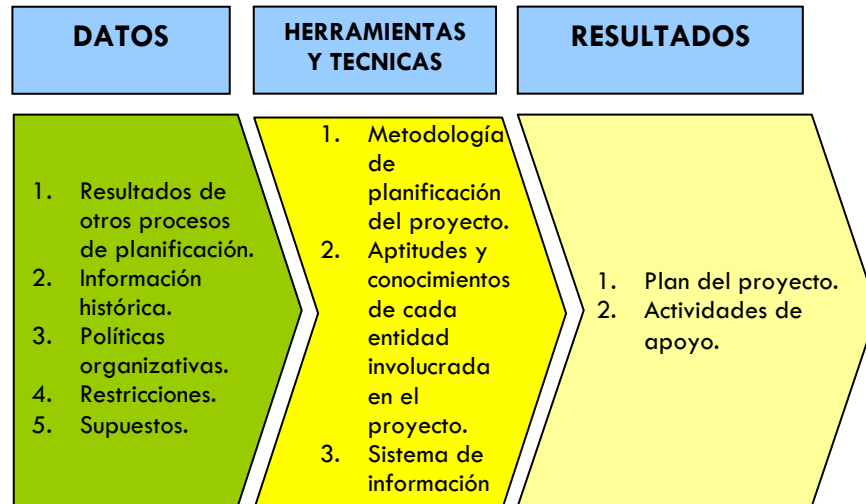 DATOS
HERRAMIENTAS
Y TECNICAS
RESULTADOS
1. Resultados de
otros procesos
de planificación.
2. Información
histórica.
3. Políticas
organizativas.
4. Restricciones.
5. Supuestos.
1. Metodología
de
planificación
del proyecto.
2. Aptitudes y
conocimientos
de cada
entidad
involucrada
en el
proyecto.
3. Sistema de
información
1. Plan del proyecto.
2. Actividades de
apoyo.